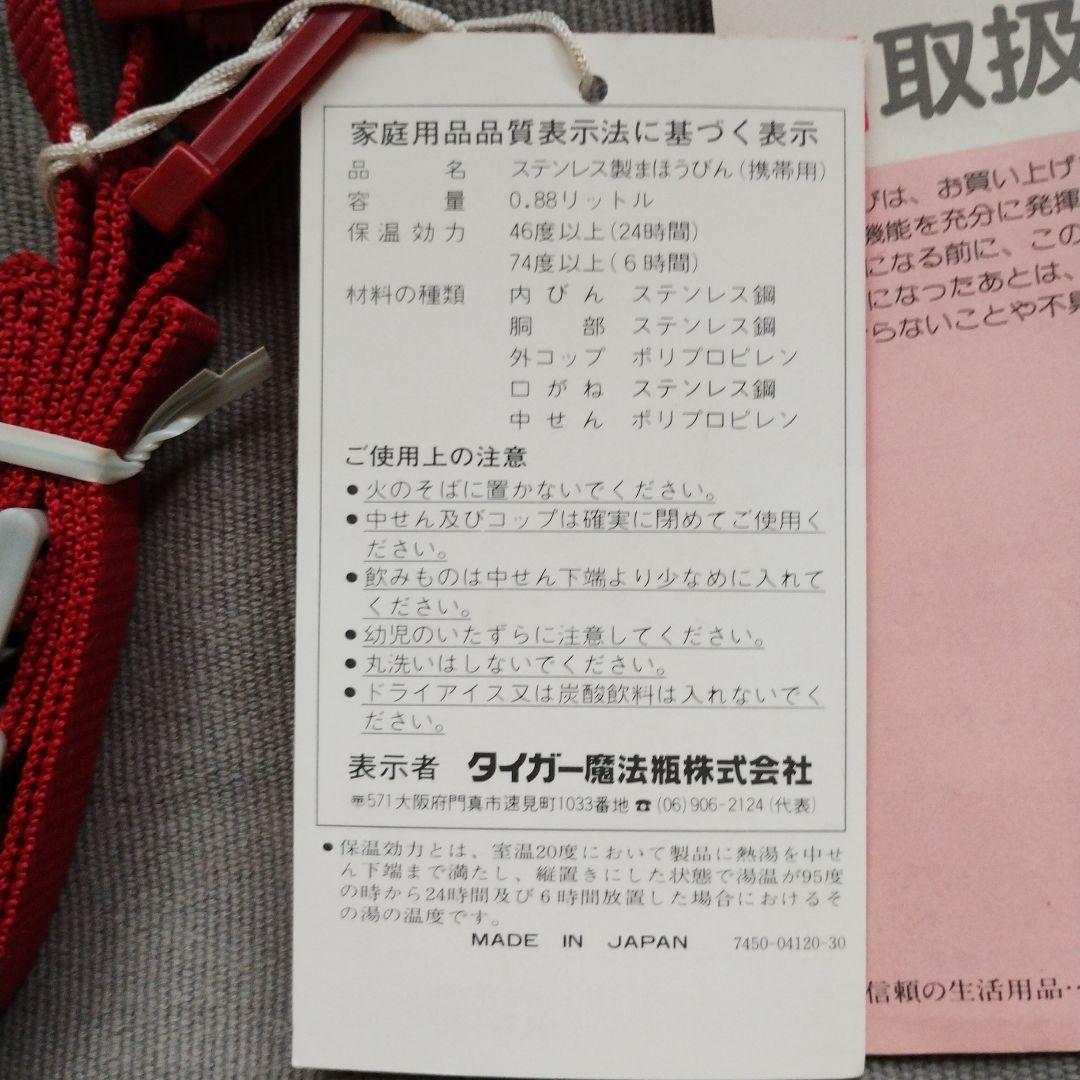 家庭用品品質表示法に基づく表示
品名 ステンレス製まほうびん(携帯用)
容量 0.88リットル
保温効力 46度以上(24時間)
74度以上(6時間)
材料の種類 内びん ステンレス鋼
胴部 ステンレス鋼
外コップ ポリプロピレン
口がね ステンレス鋼
中せん ポリプロピレン
ご使用上の注意
●火のそばに置かないでください。
●中せん及びコップは確実に閉めてご使用く
ださい。
●飲みものは中せん下端より少なめに入れて
ください。
●幼児のいたずらに注意してください。
●丸洗いはしないでください。
●ドライアイス又は炭酸飲料は入れないでく
ださい。
表示者 タイガー魔法瓶株式会社
〠571大阪府門真市速見町1033番地 ☎(06)906-2124(代表)
●保温効力とは、室温20度において製品に熱湯を中せ
ん下端まで満たし、縦置きにした状態で湯温が95度
の時から24時間及び6時間放置した場合におけるそ
の湯の温度です。
MADE IN JAPAN 7450-04120-30
取扱
びは、お買い上げ
機能を充分に発揮
になる前に、この
になったあとは、
らないことや不具
信頼の生活用品…